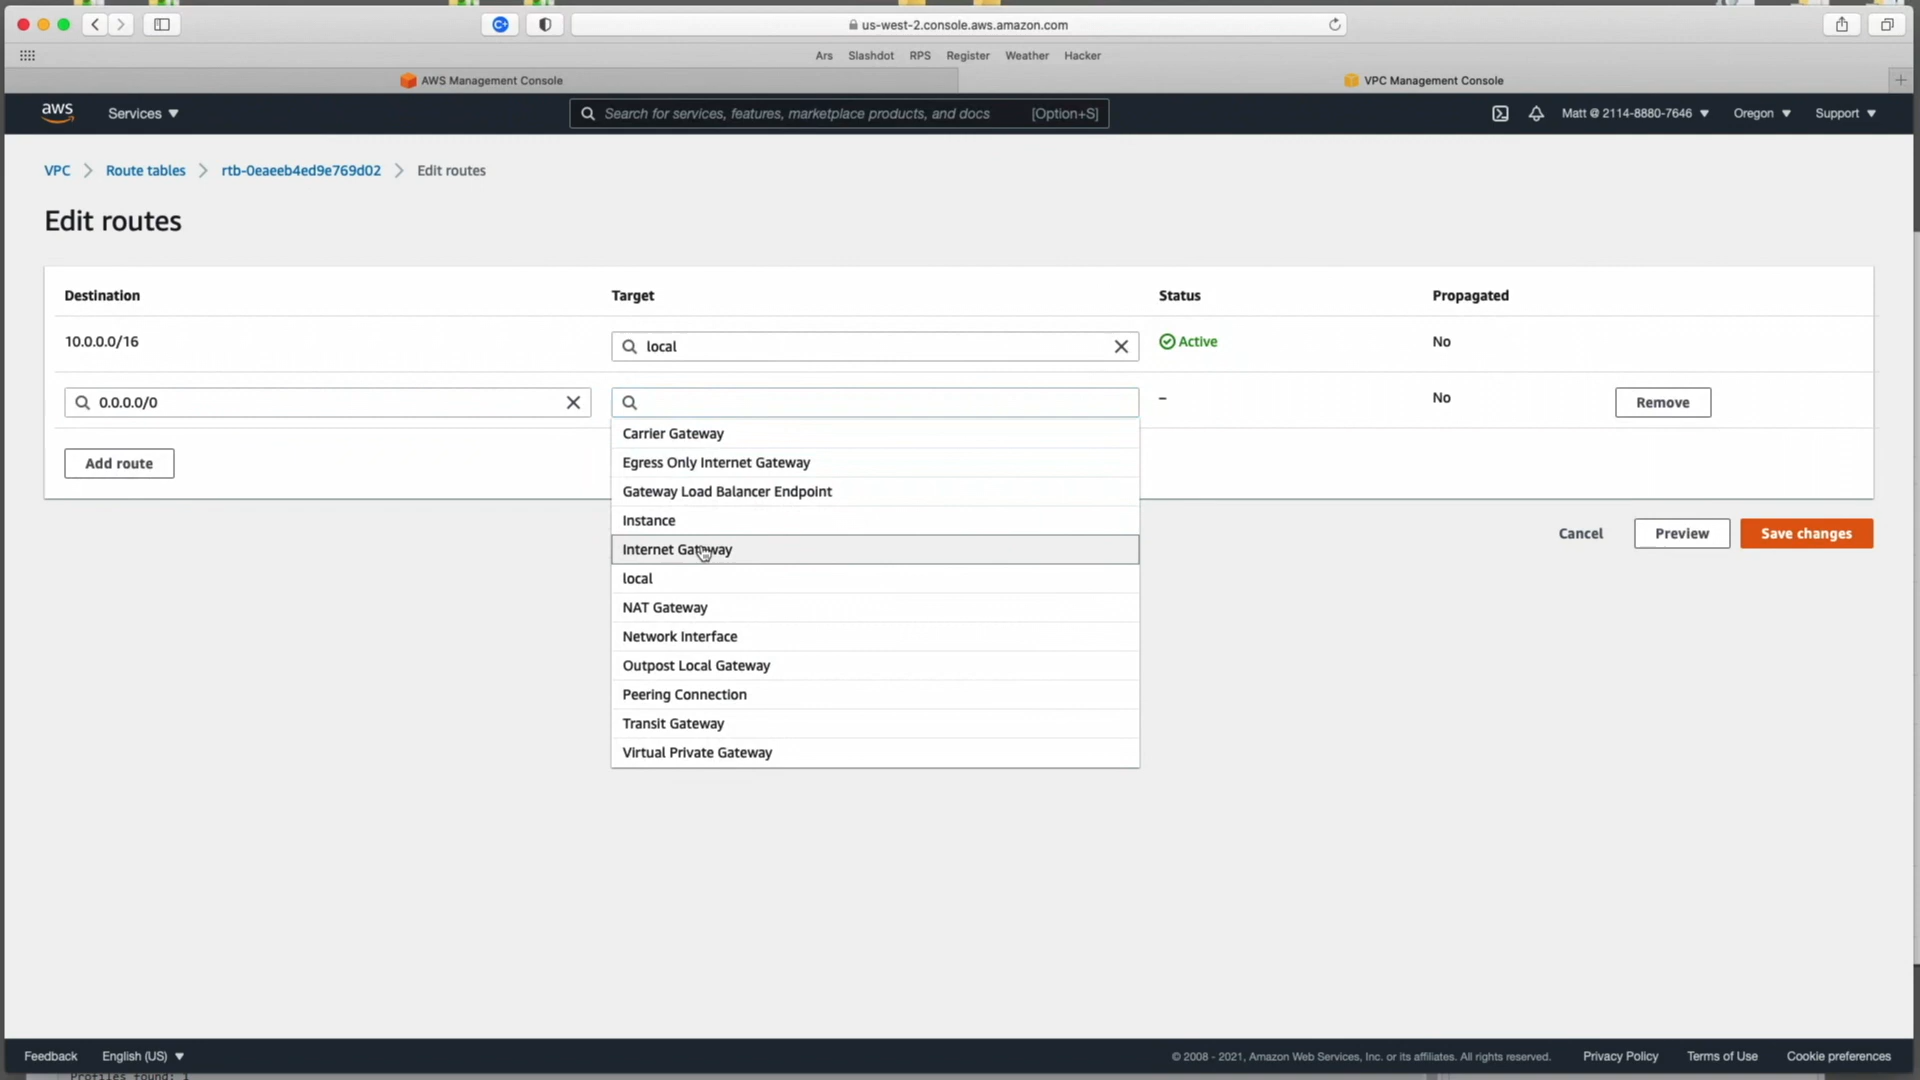 us-west-2.console.aws.amazon.com
Ars Slashdot RPS Register Weather Hacker
AWS Management Console
VPC Management Console
aws
Services
Search for services, features, marketplace products, and docs [Option+S]
Matt @ 2114-8880-7646
Oregon
Support
VPC
Route tables
rtb-0eaeeb4ed9e769d02
Edit routes
Edit routes
Destination Target Status Propagated
10.0.0.0/16 local Active No
0.0.0.0/0 – No Remove
Carrier Gateway
Egress Only Internet Gateway
Gateway Load Balancer Endpoint
Instance
Internet Gateway
local
NAT Gateway
Network Interface
Outpost Local Gateway
Peering Connection
Transit Gateway
Virtual Private Gateway
Add route
Cancel Preview Save changes
Feedback English (US) © 2008 - 2021, Amazon Web Services, Inc. or its affiliates. All rights reserved. Privacy Policy Terms of Use Cookie preferences
Profiles found: 1